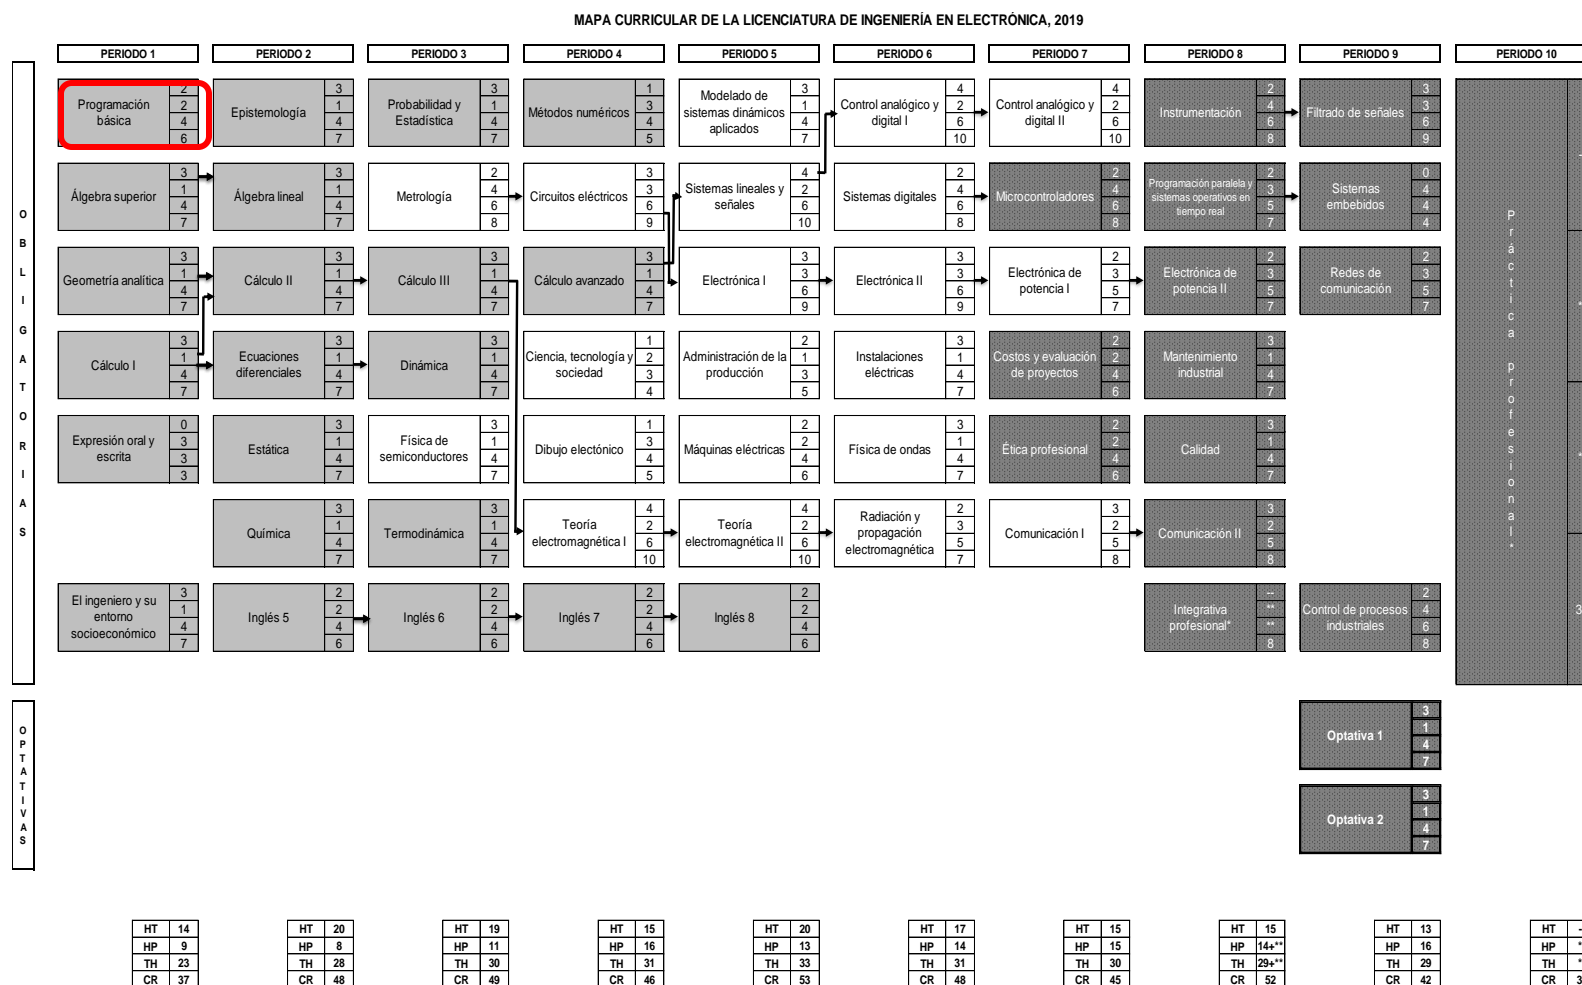 MAPA CURRICULAR DE LA LICENCIATURA DE INGENIERÍA EN ELECTRÓNICA, 2019
PERIODO 1 PERIODO 2 PERIODO 3 PERIODO 4 PERIODO 5 PERIODO 6 PERIODO 7 PERIODO 8 PERIODO 9 PERIODO 10
OBLIGATORIAS
Programación básica 2 2 4 6
Epistemología 3 1 4 7
Probabilidad y Estadística 3 1 4 7
Métodos numéricos 1 3 4 5
Modelado de sistemas dinámicos aplicados 3 1 4 7
Control analógico y digital I 4 2 6 10
Control analógico y digital II 4 2 6 10
Instrumentación 2 4 6 8
Filtrado de señales 3 3 6 9
Álgebra superior 3 1 4 7
Álgebra lineal 3 1 4 7
Metrología 2 4 6 8
Circuitos eléctricos 3 3 6 9
Sistemas lineales y señales 4 2 6 10
Sistemas digitales 2 4 6 8
Microcontroladores 2 4 6 8
Programación paralela y sistemas operativos en tiempo real 2 3 5 7
Sistemas embebidos 0 4 4 4
Geometría analítica 3 1 4 7
Cálculo II 3 1 4 7
Cálculo III 3 1 4 7
Cálculo avanzado 3 1 4 7
Electrónica I 3 3 6 9
Electrónica II 3 3 6 9
Electrónica de potencia I 2 3 5 7
Electrónica de potencia II 2 3 5 7
Redes de comunicación 2 3 5 7
Cálculo I 3 1 4 7
Ecuaciones diferenciales 3 1 4 7
Dinámica 3 1 4 7
Ciencia, tecnología y sociedad 1 2 3 4
Administración de la producción 2 1 3 5
Instalaciones eléctricas 3 1 4 7
Costos y evaluación de proyectos 2 2 4 6
Mantenimiento industrial 3 1 4 7
Expresión oral y escrita 0 3 3 3
Estática 3 1 4 7
Física de semiconductores 3 1 4 7
Dibujo electónico 1 3 4 5
Máquinas eléctricas 2 2 4 6
Física de ondas 3 1 4 7
Ética profesional 2 2 4 6
Calidad 3 1 4 7
Química 3 1 4 7
Termodinámica 3 1 4 7
Teoría electromagnética I 4 2 6 10
Teoría electromagnética II 4 2 6 10
Radiación y propagación electromagnética 2 3 5 7
Comunicación I 3 2 5 8
Comunicación II 3 2 5 8
El ingeniero y su entorno socioeconómico 3 1 4 7
Inglés 5 2 2 4 6
Inglés 6 2 2 4 6
Inglés 7 2 2 4 6
Inglés 8 2 2 4 6
Integrativa profesional* -- ** ** 8
Control de procesos industriales 2 4 6 8
Práctica profesional*
OPTATIVAS
Optativa 1 3 1 4 7
Optativa 2 3 1 4 7
HT 14 HT 20 HT 19 HT 15 HT 20 HT 17 HT 15 HT 15 HT 13 HT
HP 9 HP 8 HP 11 HP 16 HP 13 HP 14 HP 15 HP 14+** HP 16 HP
TH 23 TH 28 TH 30 TH 31 TH 33 TH 31 TH 30 TH 29+** TH 29 TH
CR 37 CR 48 CR 49 CR 46 CR 53 CR 48 CR 45 CR 52 CR 42 CR